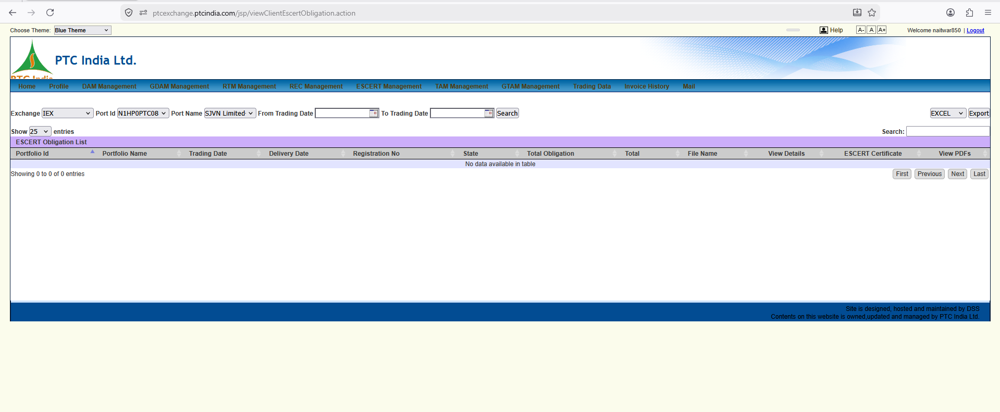 ptcexchange.ptcindia.com/jsp/viewClientEscertObligation.action
Choose Theme: Blue Theme
Help A- A A+ Welcome naitwar850 | Logout
PTC India Ltd.
PTC India
Home Profile DAM Management GDAM Management RTM Management REC Management ESCERT Management TAM Management GTAM Management Trading Data Invoice History Mail
Exchange IEX Port Id N1HP0PTC08 Port Name SJVN Limited- From Trading Date To Trading Date Search EXCEL Export
Show 25 entries Search:
ESCERT Obligation List
Portfolio Id Portfolio Name Trading Date Delivery Date Registration No State Total Obligation Total File Name View Details ESCERT Certificate View PDFs
No data available in table
Showing 0 to 0 of 0 entries First Previous Next Last
Site is designed, hosted and maintained by DSS
Contents on this website is owned,updated and managed by PTC India Ltd.